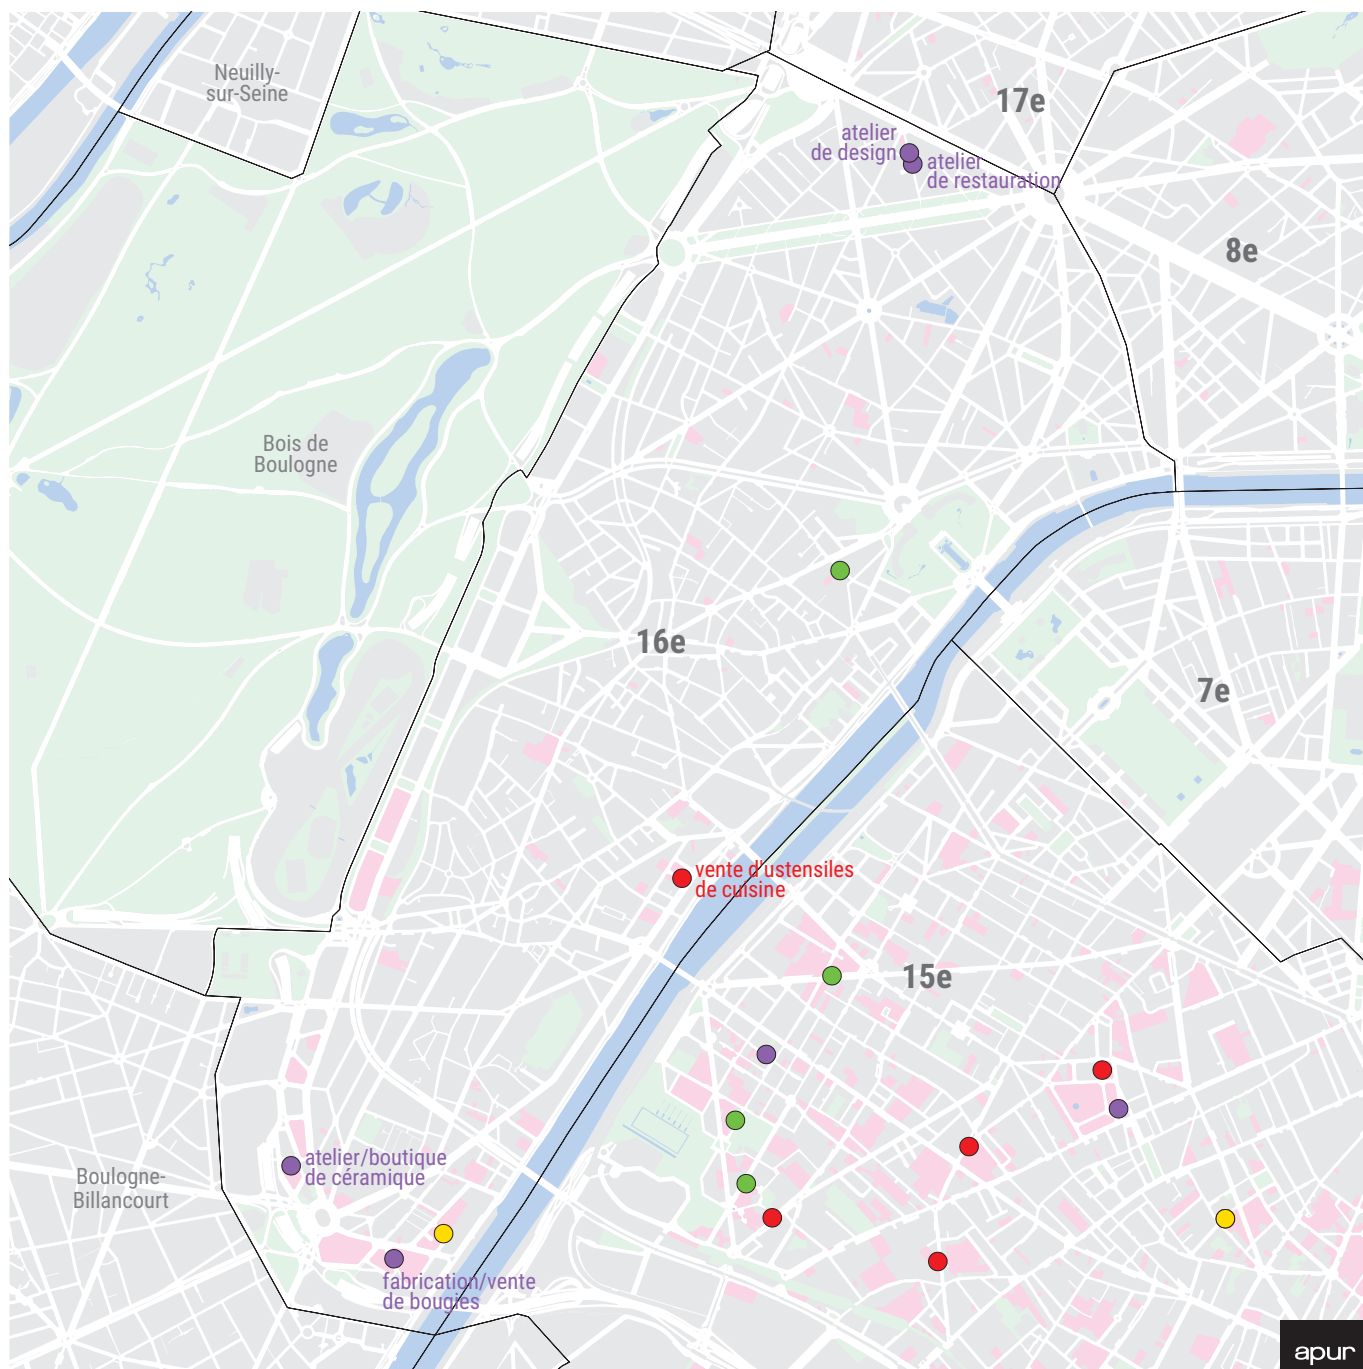 Neuilly-
sur-Seine
17e
atelier
de design
atelier
de restauration
8e
Bois de
Boulogne
16e
7e
vente d'ustensiles
de cuisine
15e
atelier/boutique
de céramique
Boulogne-
Billancourt
fabrication/vente
de bougies
apur